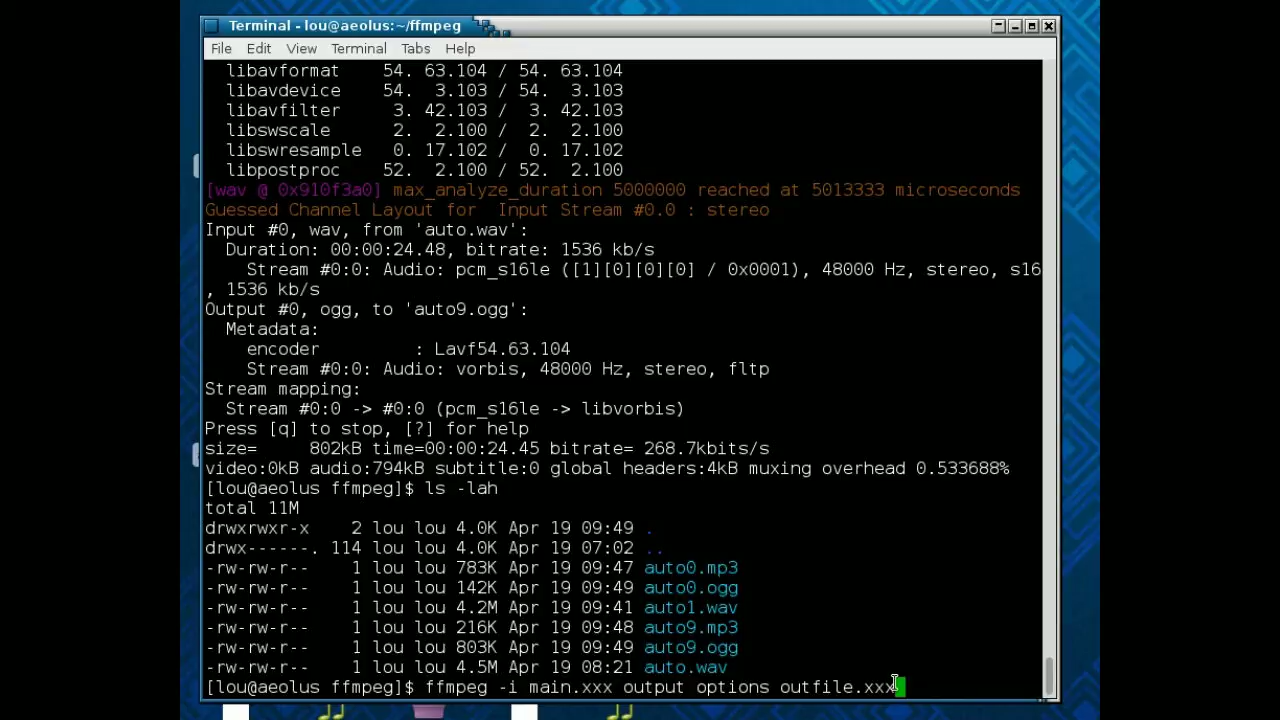 Terminal - lou@aeolus:~/ffmpeg
File Edit View Terminal Tabs Help
libavformat 54. 63.104 / 54. 63.104
libavdevice 54. 3.103 / 54. 3.103
libavfilter 3. 42.103 / 3. 42.103
libswscale 2. 2.100 / 2. 2.100
libswresample 0. 17.102 / 0. 17.102
libpostproc 52. 2.100 / 52. 2.100
[wav @ 0x910f3a0] max_analyze_duration 5000000 reached at 5013333 microseconds
Guessed Channel Layout for Input Stream #0.0 : stereo
Input #0, wav, from 'auto.wav':
Duration: 00:00:24.48, bitrate: 1536 kb/s
Stream #0:0: Audio: pcm_s16le ([1][0][0][0] / 0x0001), 48000 Hz, stereo, s16
, 1536 kb/s
Output #0, ogg, to 'auto9.ogg':
Metadata:
encoder : Lavf54.63.104
Stream #0:0: Audio: vorbis, 48000 Hz, stereo, fltp
Stream mapping:
Stream #0:0 -> #0:0 (pcm_s16le -> libvorbis)
Press [q] to stop, [?] for help
size= 802kB time=00:00:24.45 bitrate= 268.7kbits/s
video:0kB audio:794kB subtitle:0 global headers:4kB muxing overhead 0.533688%
[lou@aeolus ffmpeg]$ ls -lah
total 11M
drwxrwxr-x 2 lou lou 4.0K Apr 19 09:49 .
drwx------. 114 lou lou 4.0K Apr 19 07:02 ..
-rw-rw-r-- 1 lou lou 783K Apr 19 09:47 auto0.mp3
-rw-rw-r-- 1 lou lou 142K Apr 19 09:49 auto0.ogg
-rw-rw-r-- 1 lou lou 4.2M Apr 19 09:41 auto1.wav
-rw-rw-r-- 1 lou lou 216K Apr 19 09:48 auto9.mp3
-rw-rw-r-- 1 lou lou 803K Apr 19 09:49 auto9.ogg
-rw-rw-r-- 1 lou lou 4.5M Apr 19 08:21 auto.wav
[lou@aeolus ffmpeg]$ ffmpeg -i main.xxx output options outfile.xxx